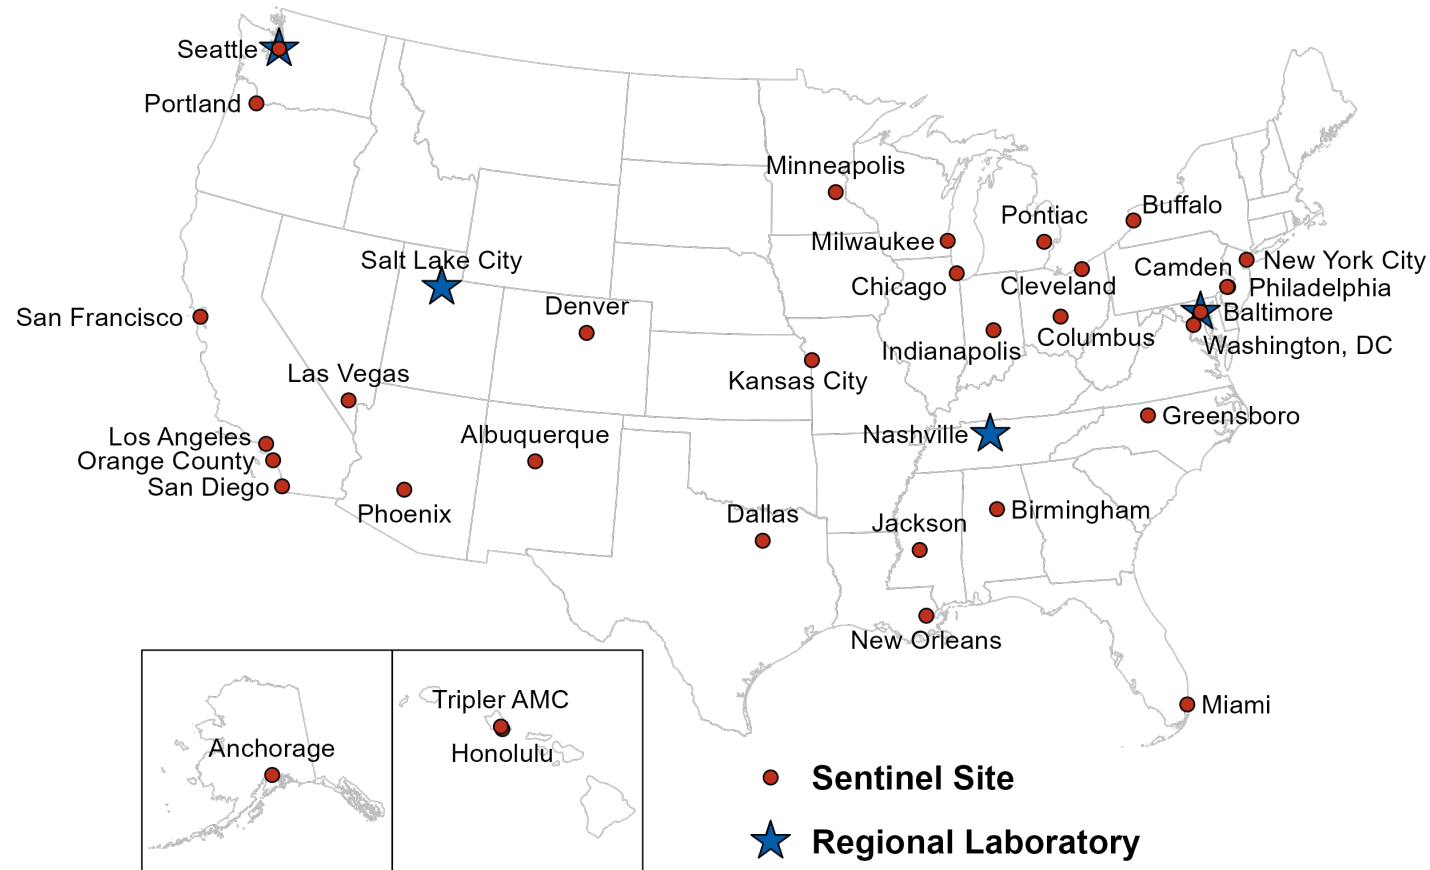 Seattle
Portland
Minneapolis
Buffalo
Pontiac
Milwaukee
Salt Lake City
New York City
Camden
Chicago
Cleveland
Philadelphia
Denver
Baltimore
San Francisco
Columbus
Washington, DC
Indianapolis
Las Vegas
Kansas City
Greensboro
Los Angeles
Albuquerque
Nashville
Orange County
San Diego
Phoenix
Dallas
Jackson
Birmingham
New Orleans
Tripler AMC
Miami
Anchorage
Honolulu
Sentinel Site
Regional Laboratory